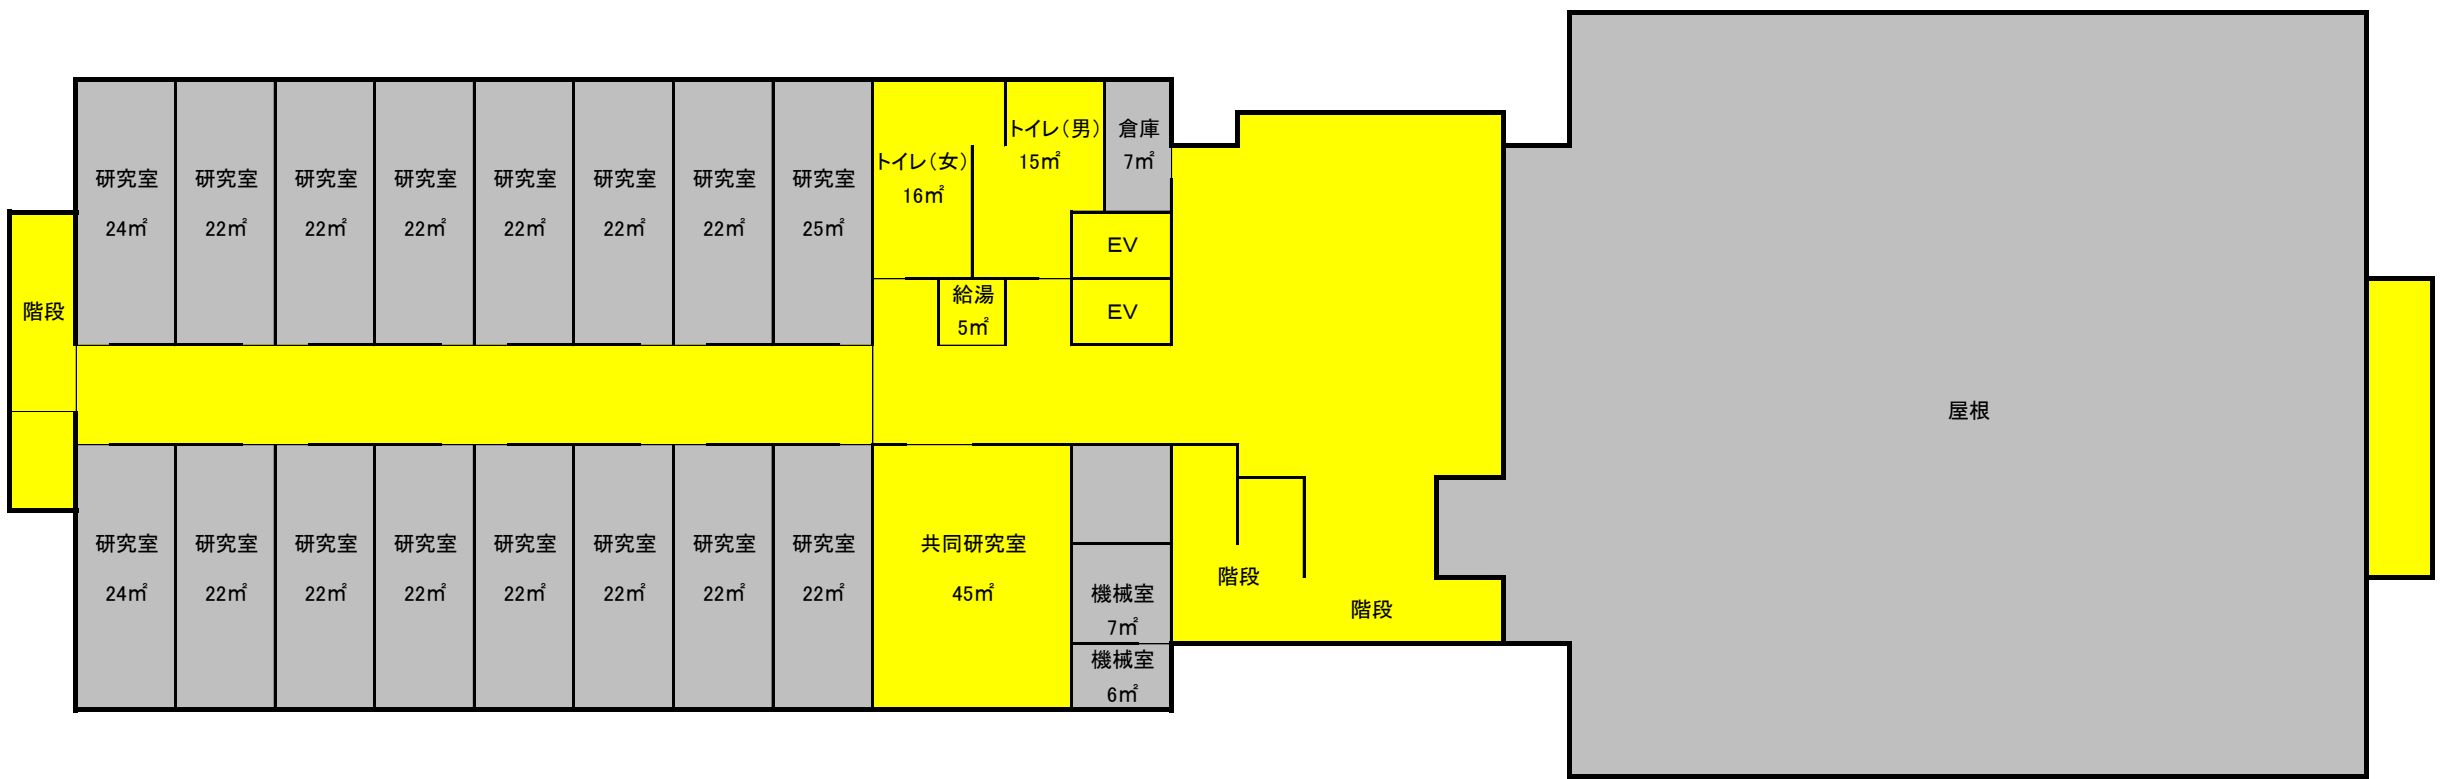 トイレ(男)
倉庫
15㎡
7㎡
トイレ(女)
16㎡
研究室
研究室
研究室
研究室
研究室
研究室
研究室
研究室
24㎡
22㎡
22㎡
22㎡
22㎡
22㎡
22㎡
25㎡
EV
給湯
5㎡
EV
階段
屋根
研究室
研究室
研究室
研究室
研究室
研究室
研究室
研究室
共同研究室
24㎡
22㎡
22㎡
22㎡
22㎡
22㎡
22㎡
22㎡
45㎡
機械室
7㎡
機械室
6㎡
階段
階段